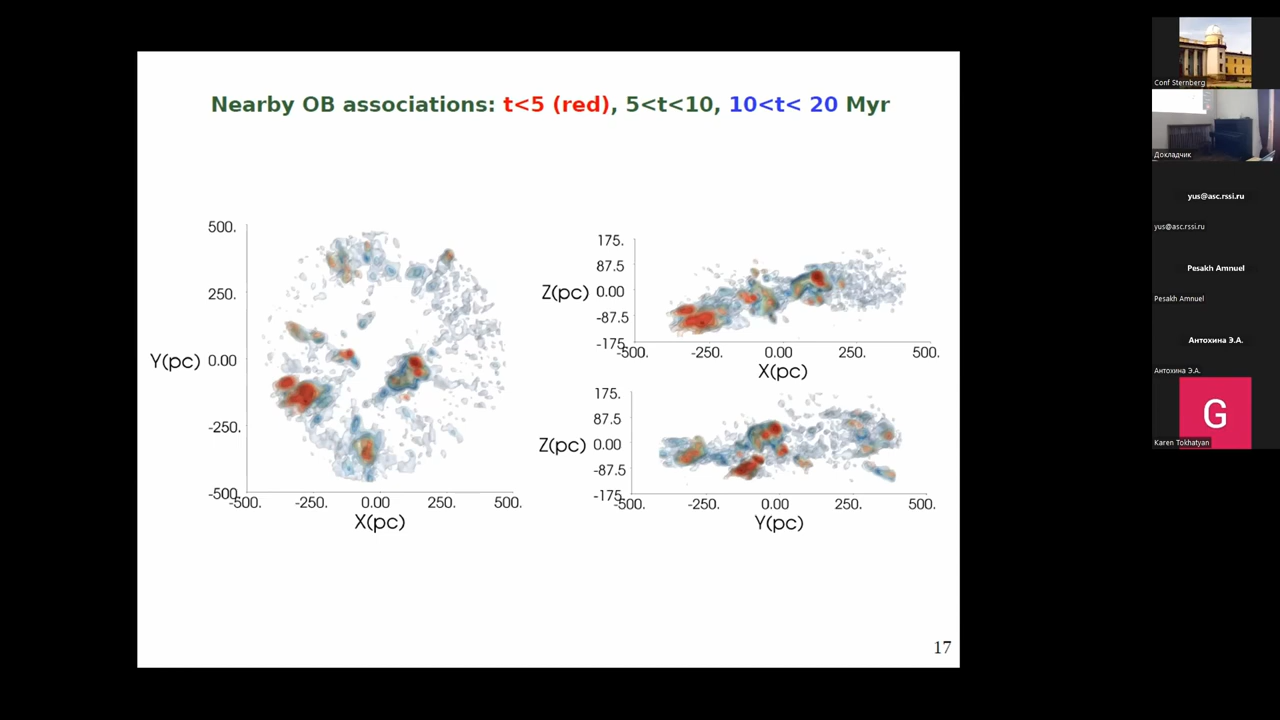 Nearby OB associations: t<5 (red), 5<t<10, 10<t< 20 Myr
500.
250.
Y(pc) 0.00
-250.
-500.
-500. -250. 0.00 250. 500.
X(pc)
175.
87.5
Z(pc) 0.00
-87.5
-175.
-500. -250. 0.00 250. 500.
X(pc)
175.
87.5
Z(pc) 0.00
-87.5
-175.
-500. -250. 0.00 250. 500.
Y(pc)
17
Conf Sternberg
Докладчик
yus@asc.rssi.ru
yus@asc.rssi.ru
Pesakh Amnuel
Pesakh Amnuel
Антохина Э.А.
Антохина Э.А.
G
Karen Tokhatyan